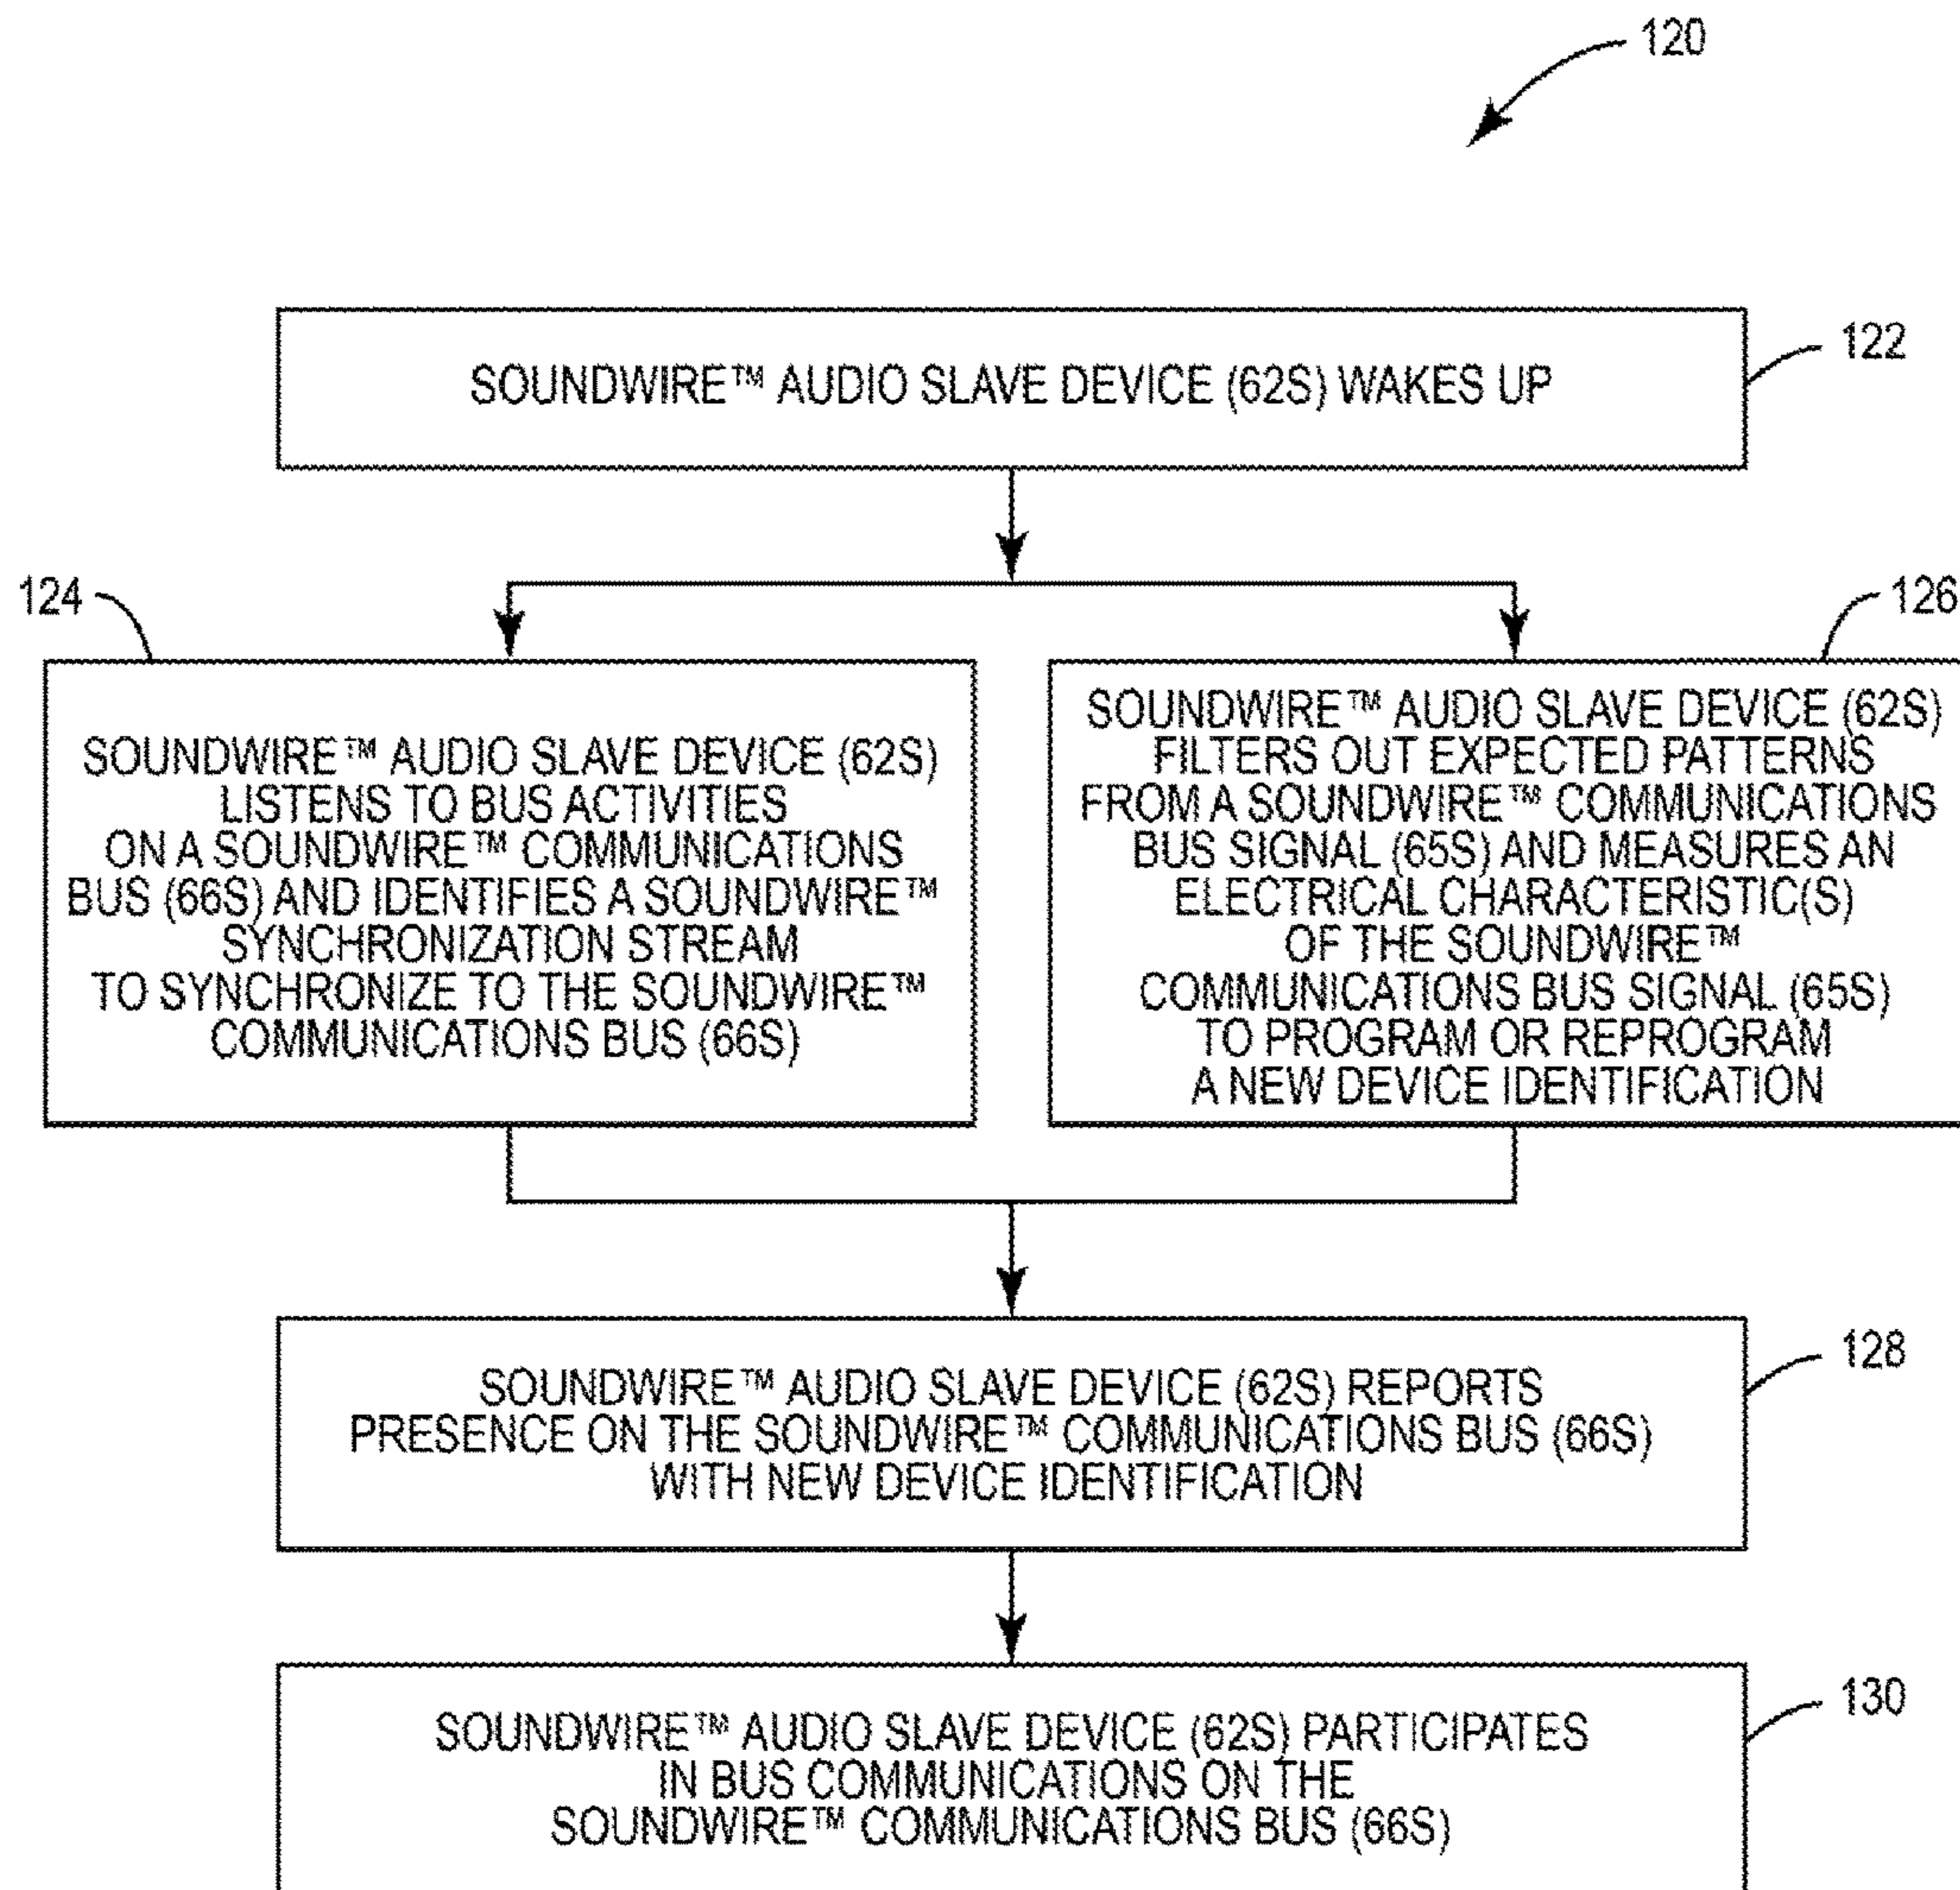 120
SOUNDWIRE™ AUDIO SLAVE DEVICE (62S) WAKES UP
122
124
SOUNDWIRE™ AUDIO SLAVE DEVICE (62S)
LISTENS TO BUS ACTIVITIES
ON A SOUNDWIRE™ COMMUNICATIONS
BUS (66S) AND IDENTIFIES A SOUNDWIRE™
SYNCHRONIZATION STREAM
TO SYNCHRONIZE TO THE SOUNDWIRE™
COMMUNICATIONS BUS (66S)
126
SOUNDWIRE™ AUDIO SLAVE DEVICE (62S)
FILTERS OUT EXPECTED PATTERNS
FROM A SOUNDWIRE™ COMMUNICATIONS
BUS SIGNAL (65S) AND MEASURES AN
ELECTRICAL CHARACTERISTIC(S)
OF THE SOUNDWIRE™
COMMUNICATIONS BUS SIGNAL (65S)
TO PROGRAM OR REPROGRAM
A NEW DEVICE IDENTIFICATION
SOUNDWIRE™ AUDIO SLAVE DEVICE (62S) REPORTS
PRESENCE ON THE SOUNDWIRE™ COMMUNICATIONS BUS (66S)
WITH NEW DEVICE IDENTIFICATION
128
SOUNDWIRE™ AUDIO SLAVE DEVICE (62S) PARTICIPATES
IN BUS COMMUNICATIONS ON THE
SOUNDWIRE™ COMMUNICATIONS BUS (66S)
130